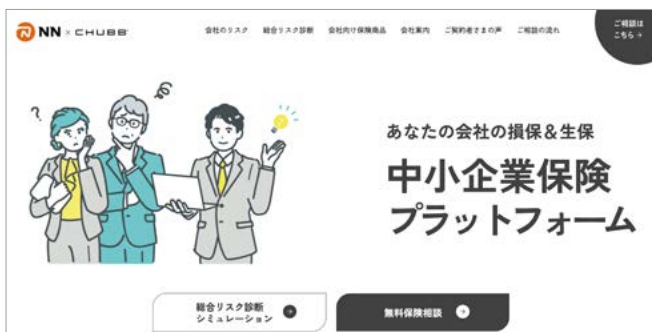 NN × CHUBB
会社のリスク 総合リスク診断 会社向け保険商品 会社案内 ご契約者さまの声 ご相談の流れ
ご相談は
こちら →
あなたの会社の損保＆生保
中小企業保険
プラットフォーム
総合リスク診断
シミュレーション
無料保険相談